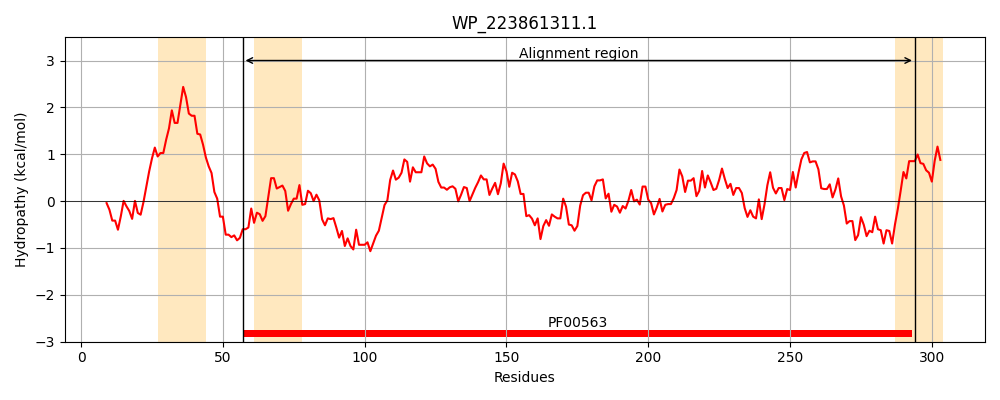 WP_223861311.1
Hydropathy (kcal/mol)
3
2
1
0
−1
−2
−3
Alignment region
PF00563
0
50
100
150
200
250
300
Residues